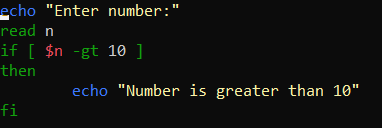 echo "Enter number:"
read n
if [ $n -gt 10 ]
then
        echo "Number is greater than 10"
fi